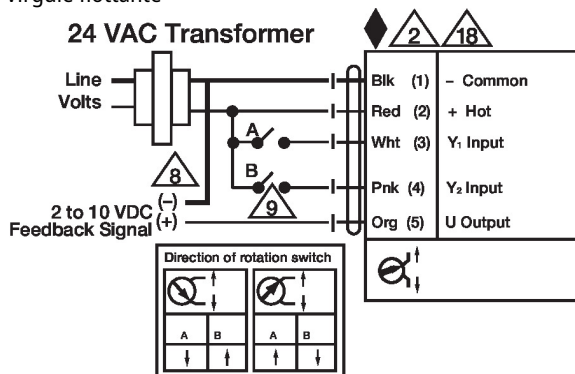 Virgule flottante
24 VAC Transformer
2
18
Line
Volts
Blk (1) – Common
Red (2) + Hot
A
Wht (3) Y₁ Input
B
Pnk (4) Y₂ Input
8
9
(–)
2 to 10 VDC
Feedback Signal (+)
Org (5) U Output
Direction of rotation switch
A B A B